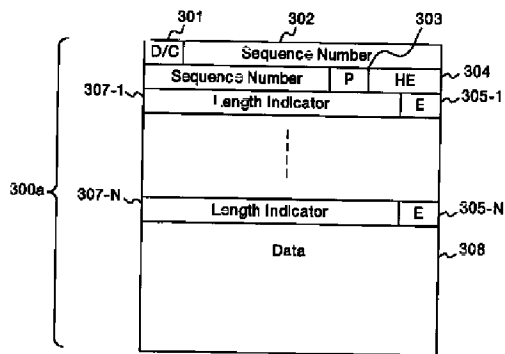 301 302 303
D/C Sequence Number
Sequence Number P HE 304
307-1 Length Indicator E 305-1
300a
307-N Length Indicator E 305-N
Data 308